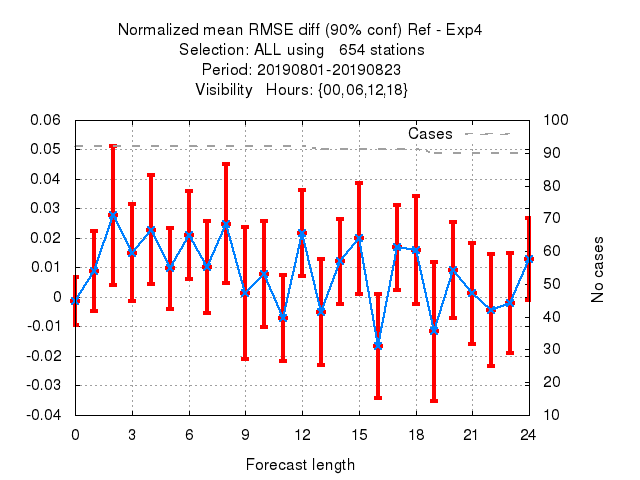 Normalized mean RMSE diff (90% conf) Ref - Exp4
Selection: ALL using   654 stations
Period: 20190801-20190823
Visibility   Hours: {00,06,12,18}
Cases
0.06
0.05
0.04
0.03
0.02
0.01
0
-0.01
-0.02
-0.03
-0.04
100
90
80
70
60
50
40
30
20
10
No cases
0 3 6 9 12 15 18 21 24
Forecast length